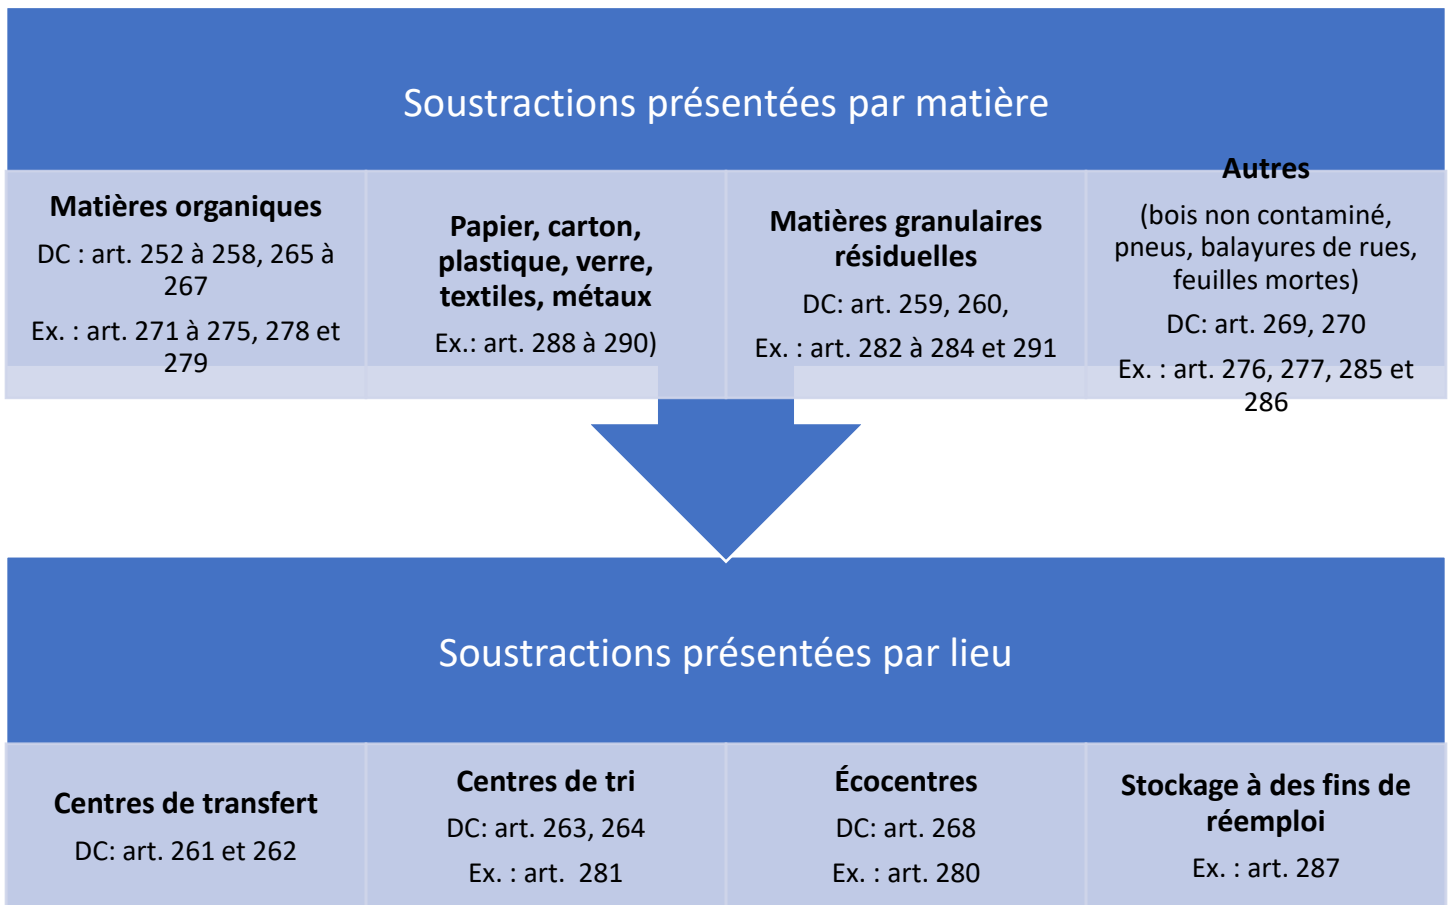 Soustractions présentées par matière
Matières organiques
DC : art. 252 à 258, 265 à
267
Ex. : art. 271 à 275, 278 et
279
Papier, carton,
plastique, verre,
textiles, métaux
Ex.: art. 288 à 290)
Matières granulaires
résiduelles
DC: art. 259, 260,
Ex. : art. 282 à 284 et 291
Autres
(bois non contaminé,
pneus, balayures de rues,
feuilles mortes)
DC: art. 269, 270
Ex. : art. 276, 277, 285 et
286
Soustractions présentées par lieu
Centres de transfert
DC: art. 261 et 262
Centres de tri
DC: art. 263, 264
Ex. : art. 281
Écocentres
DC: art. 268
Ex. : art. 280
Stockage à des fins de
réemploi
Ex. : art. 287